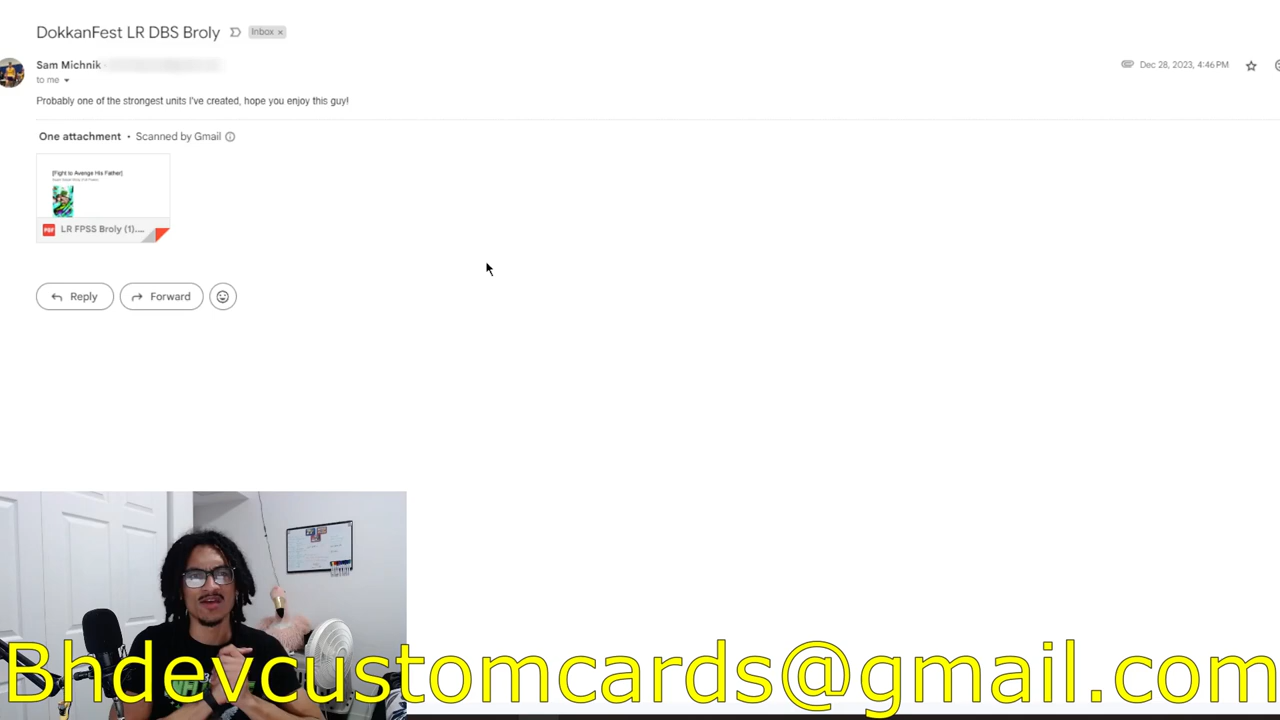 DokkanFest LR DBS Broly Inbox ×
Sam Michnik
to me
Dec 28, 2023, 4:46 PM
Probably one of the strongest units I've created, hope you enjoy this guy!
One attachment • Scanned by Gmail
[Fight to Avenge His Father]
PDF LR FPSS Broly (1)....
Reply
Forward
Bhdevcustomcards@gmail.com